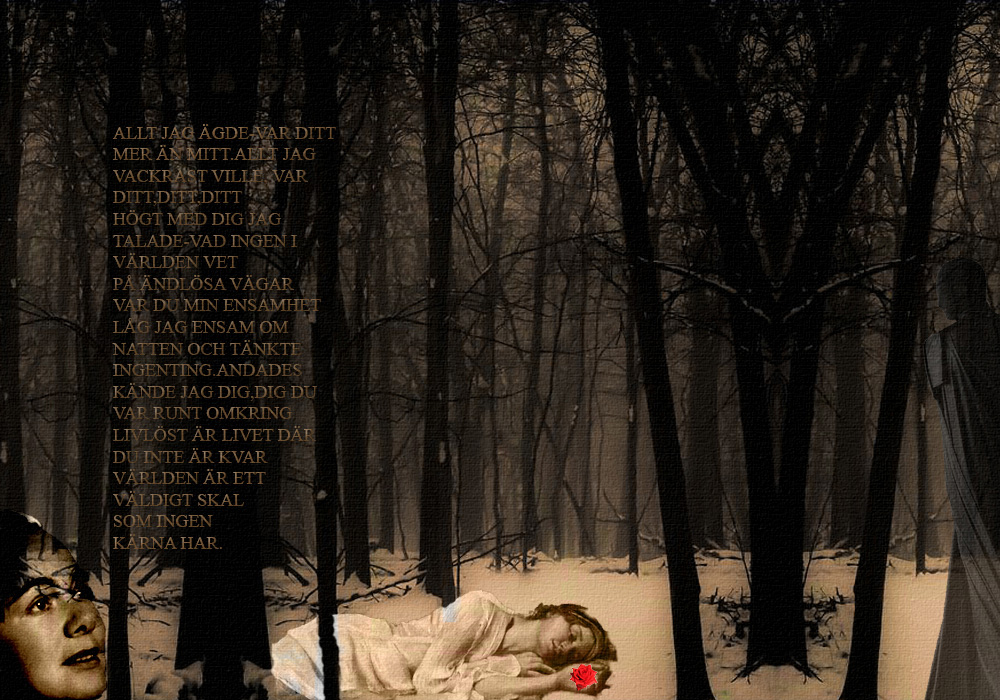 ALLT JAG ÄGDE-VAR DITT
MER ÄN MITT.ALLT JAG
VACKRAST VILLE VAR
DITT,DITT,DITT
HÖGT MED DIG JAG
TALADE-VAD INGEN I
VÄRLDEN VET
PÅ ÄNDLÖSA VÄGAR
VAR DU MIN ENSAMHET
LÅG JAG ENSAM OM
NATTEN OCH TÄNKTE
INGENTING.ANDADES
KÄNDE JAG DIG,DIG DU
VAR RUNT OMKRING
LIVLÖST ÄR LIVET DÄR
DU INTE ÄR KVAR
VÄRLDEN ÄR ETT
VÄLDIGT SKAL
SOM INGEN
KÄRNA HAR.